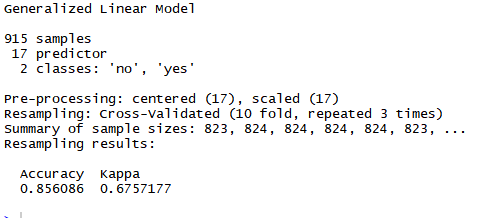 Generalized Linear Model
915 samples
17 predictor
2 classes: 'no', 'yes'
Pre-processing: centered (17), scaled (17)
Resampling: Cross-Validated (10 fold, repeated 3 times)
Summary of sample sizes: 823, 824, 824, 824, 824, 823, ...
Resampling results:
Accuracy Kappa
0.856086 0.6757177
>